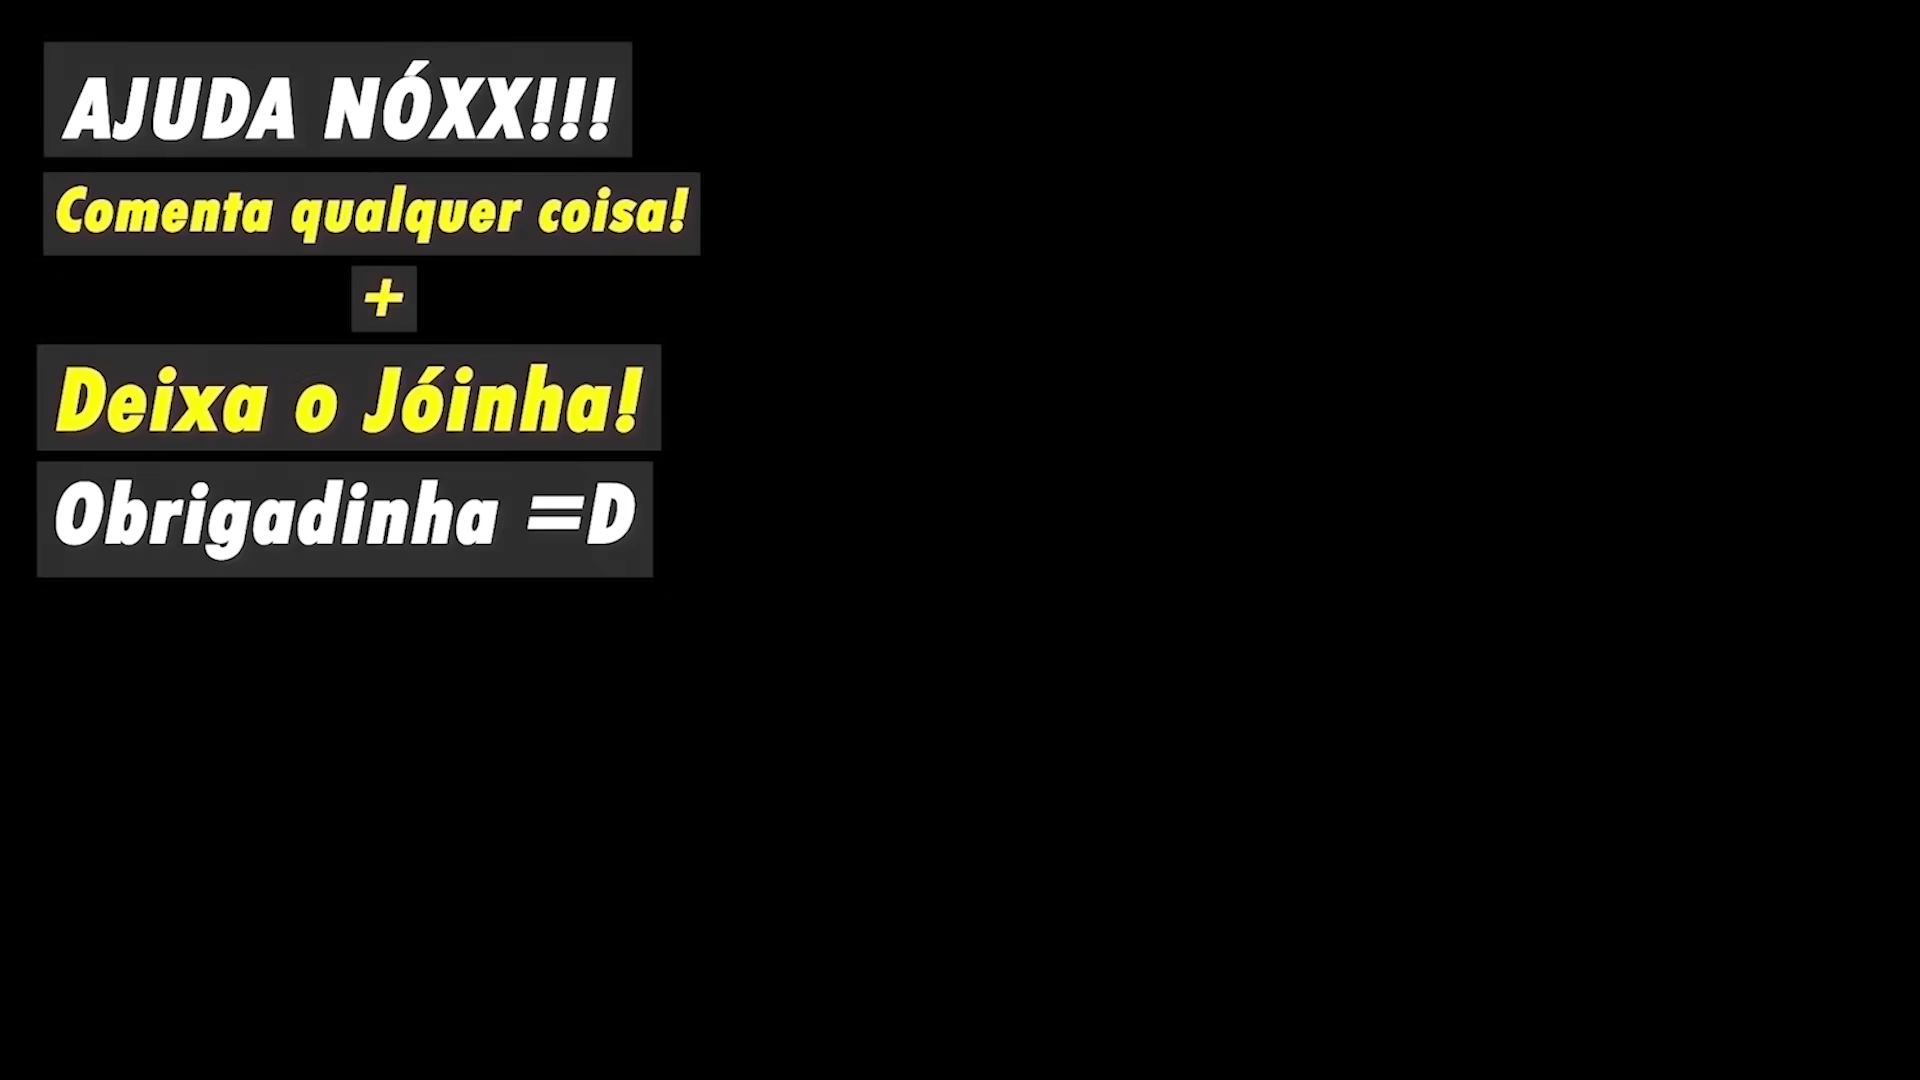 AJUDA NÓXX!!!
Comenta qualquer coisa!
+
Deixa o Jóinha!
Obrigadinha =D